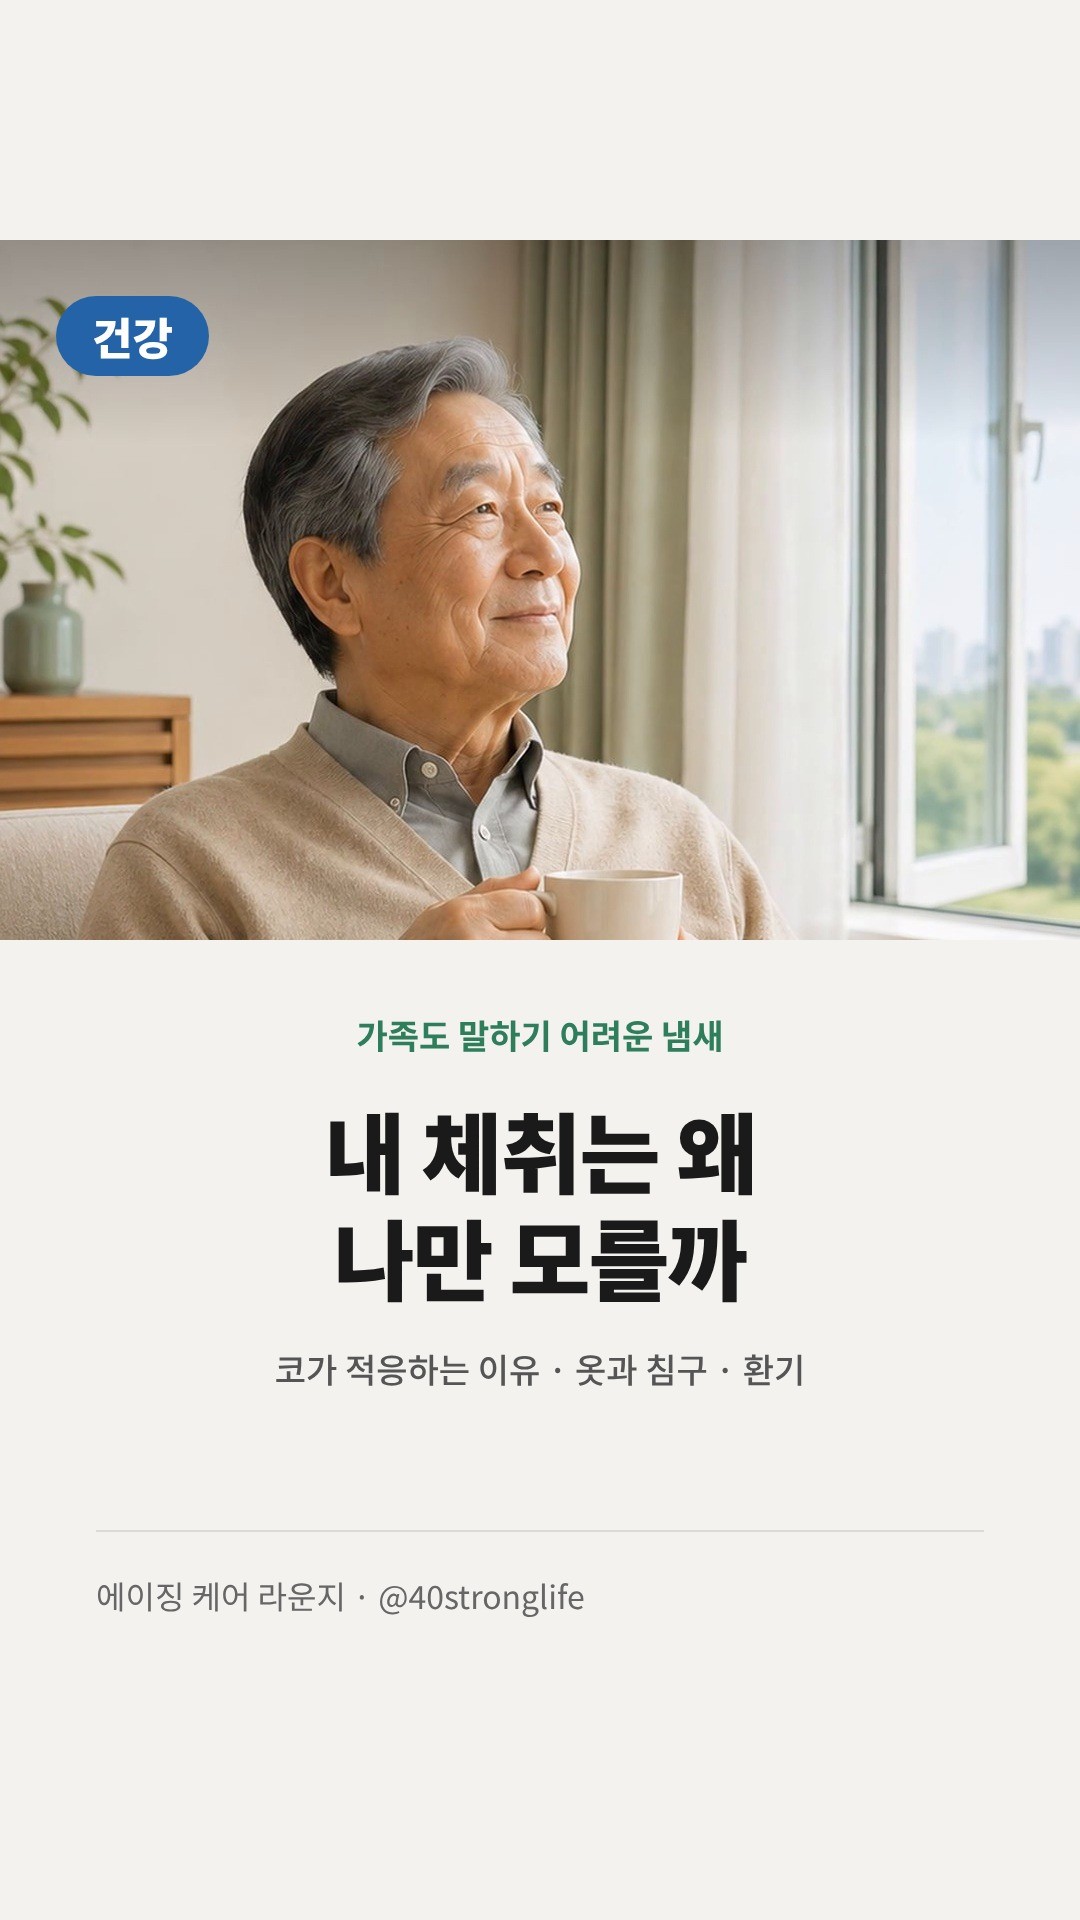 건강
가족도 말하기 어려운 냄새
내 체취는 왜
나만 모를까
코가 적응하는 이유 · 옷과 침구 · 환기
에이징 케어 라운지 · @40stronglife